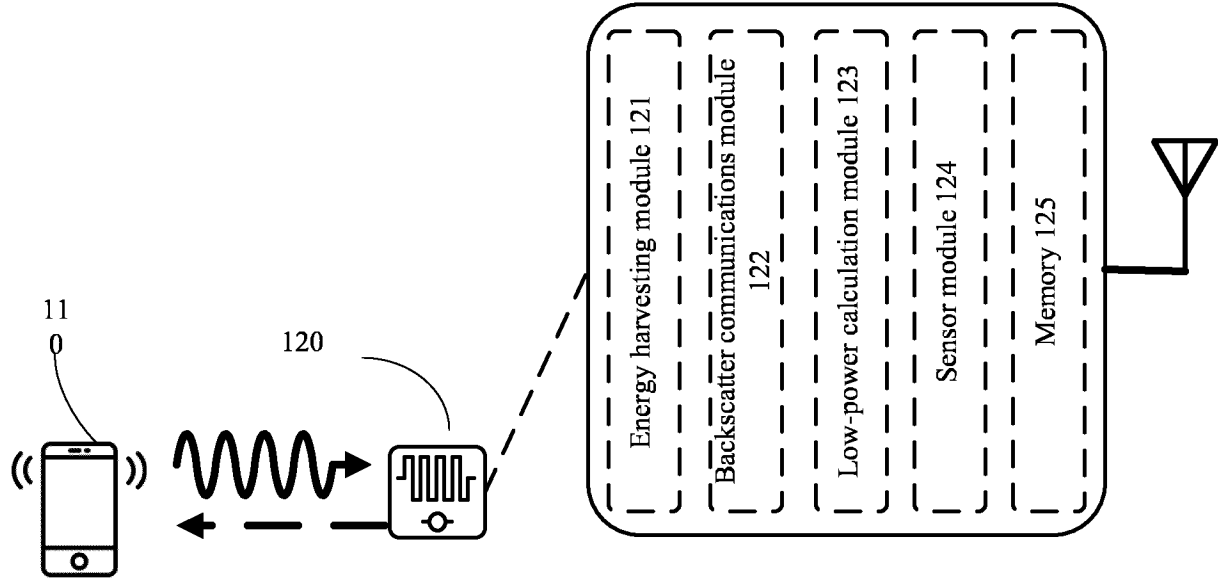 11
0
120
Energy harvesting module 121
Backscatter communications module
122
Low-power calculation module 123
Sensor module 124
Memory 125